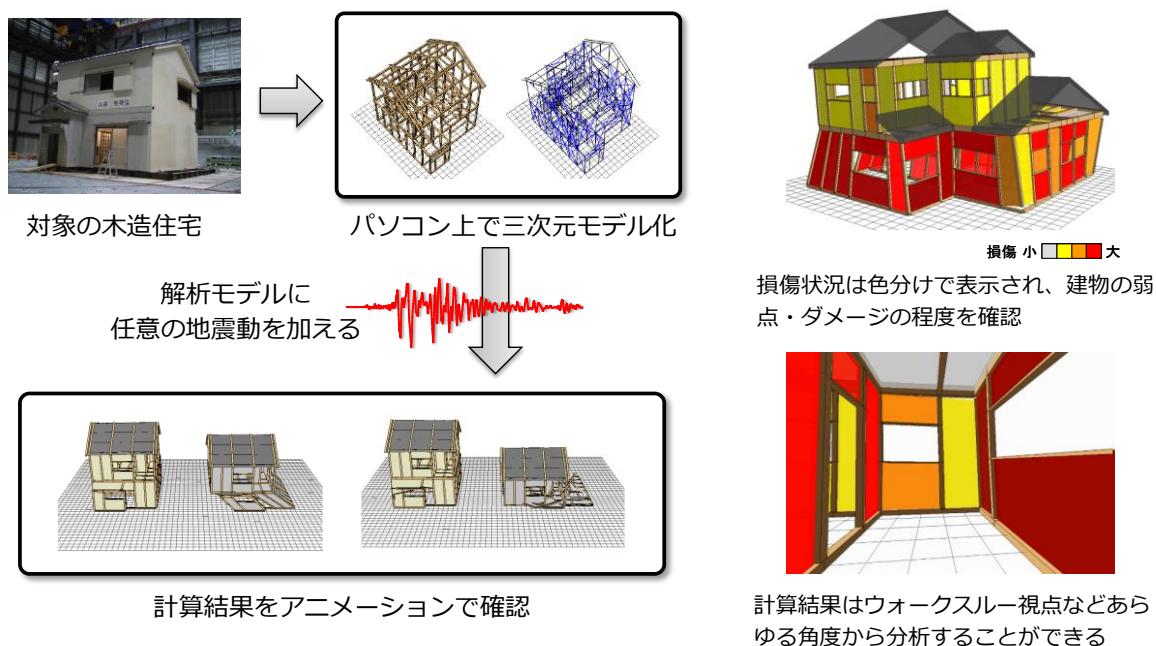 対象の木造住宅
パソコン上で三次元モデル化
解析モデルに
任意の地震動を加える
計算結果をアニメーションで確認
損傷 小 大
損傷状況は色分けで表示され、建物の弱
点・ダメージの程度を確認
計算結果はウォークスルー視点などあら
ゆる角度から分析することができる